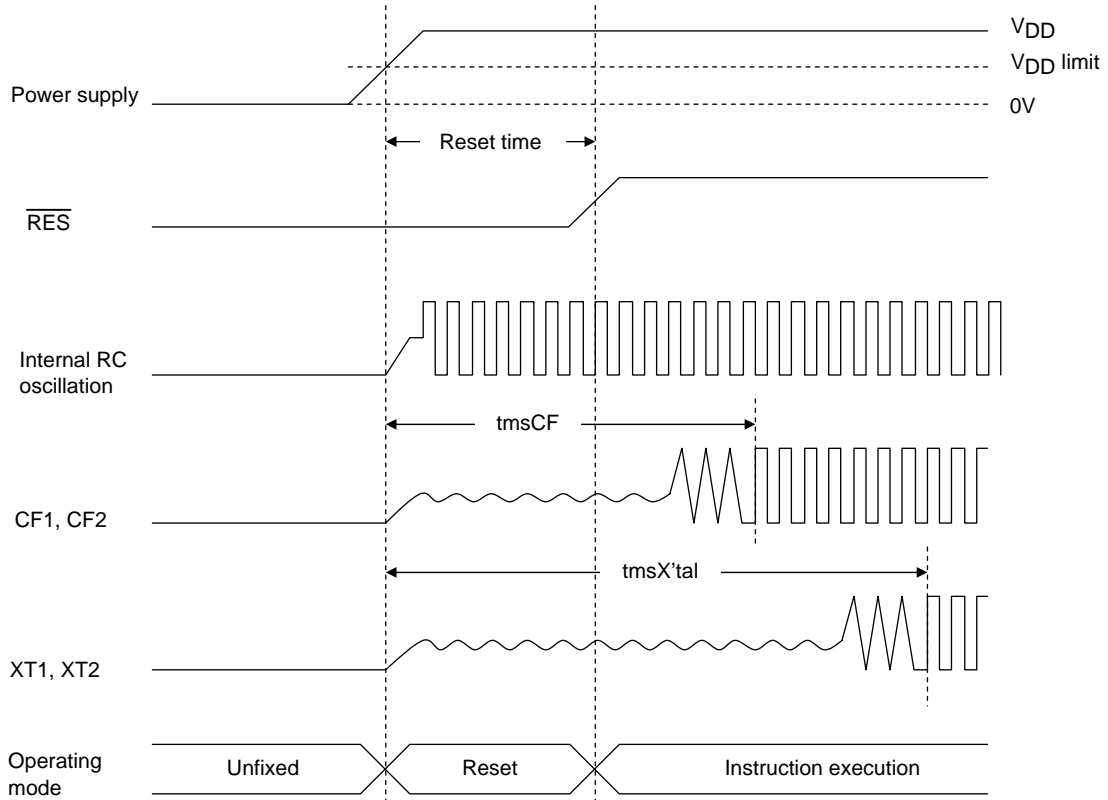 VDD
VDD limit
Power supply
0V
Reset time
RES
Internal RC
oscillation
tmsCF
CF1, CF2
tmsX'tal
XT1, XT2
Operating
mode
Unfixed
Reset
Instruction execution